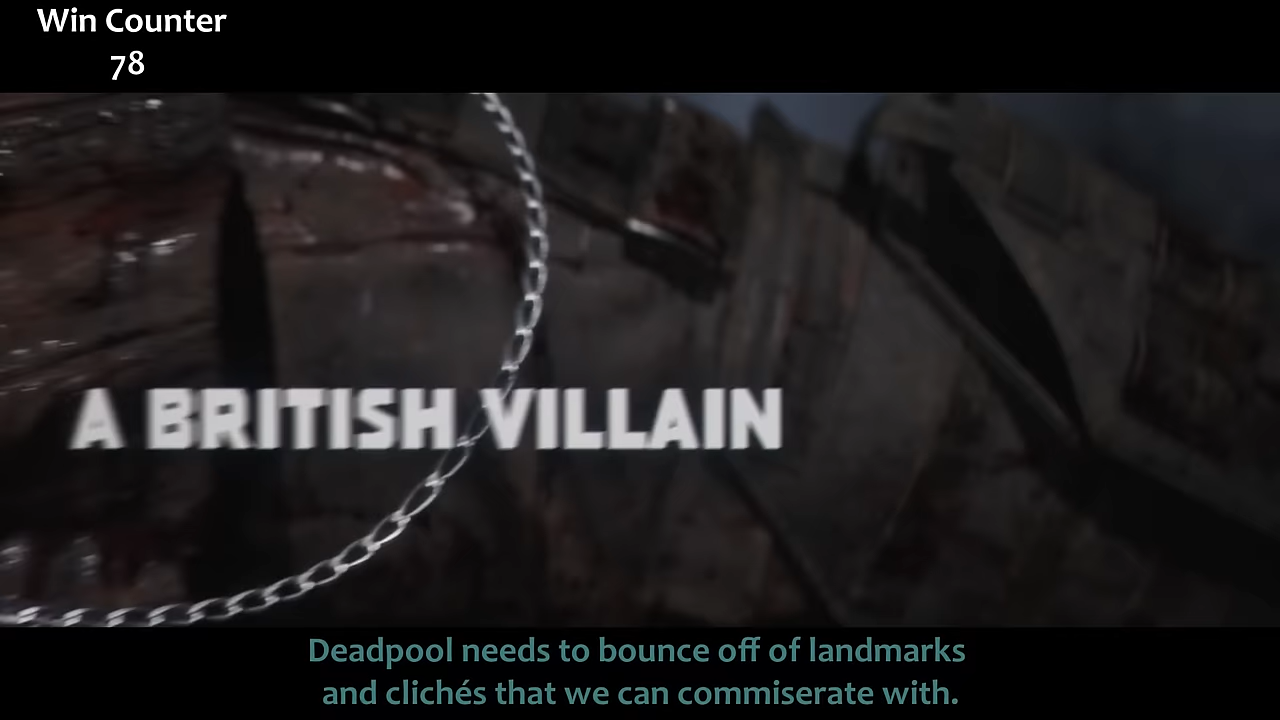 Win Counter
78
A BRITISH VILLAIN
Deadpool needs to bounce off of landmarks
and clichés that we can commiserate with.